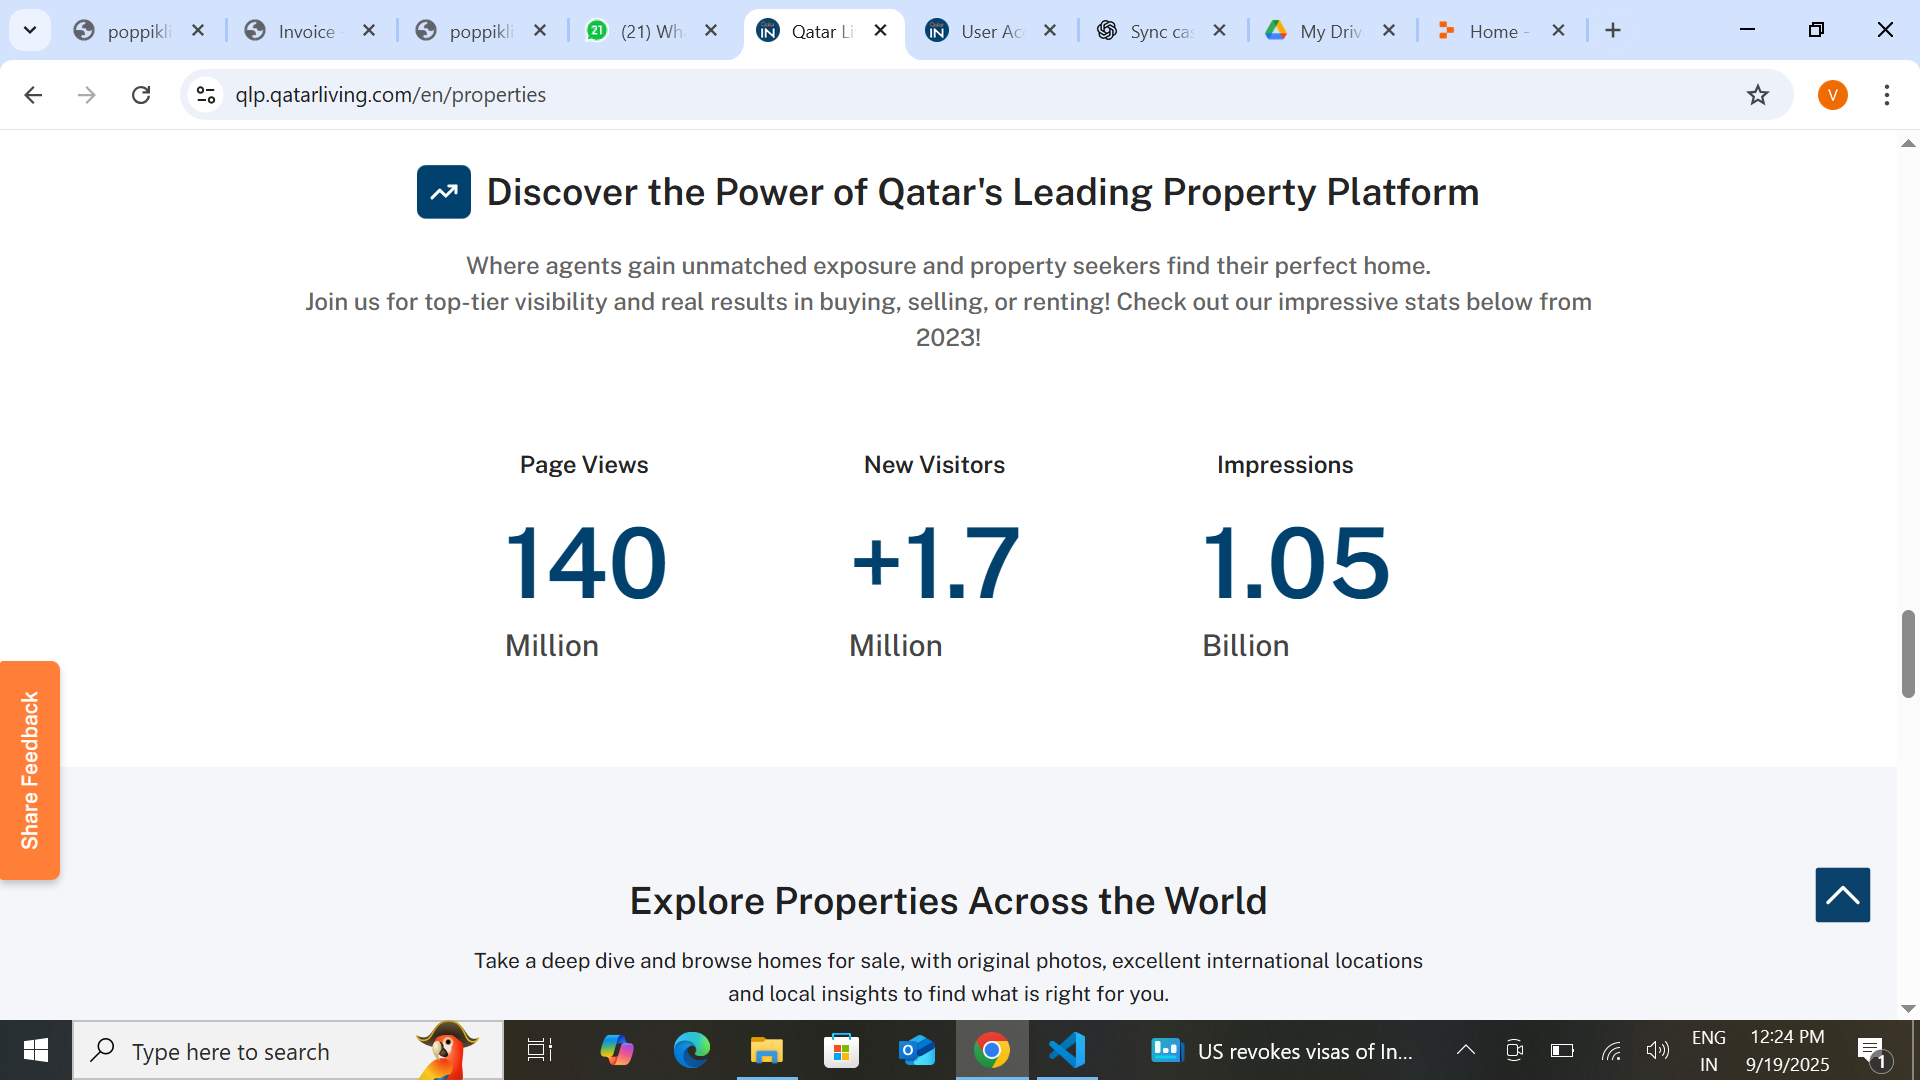 poppikli
Invoice -
poppikli
(21) Wha
Qatar Li
User Acc
Sync cas
My Driv
Home -
qlp.qatarliving.com/en/properties
V
Discover the Power of Qatar's Leading Property Platform
Where agents gain unmatched exposure and property seekers find their perfect home.
Join us for top-tier visibility and real results in buying, selling, or renting! Check out our impressive stats below from
2023!
Page Views
New Visitors
Impressions
140
+1.7
1.05
Million
Million
Billion
Share Feedback
Explore Properties Across the World
Take a deep dive and browse homes for sale, with original photos, excellent international locations
and local insights to find what is right for you.
Type here to search
US revokes visas of In...
ENG
IN
12:24 PM
9/19/2025
1